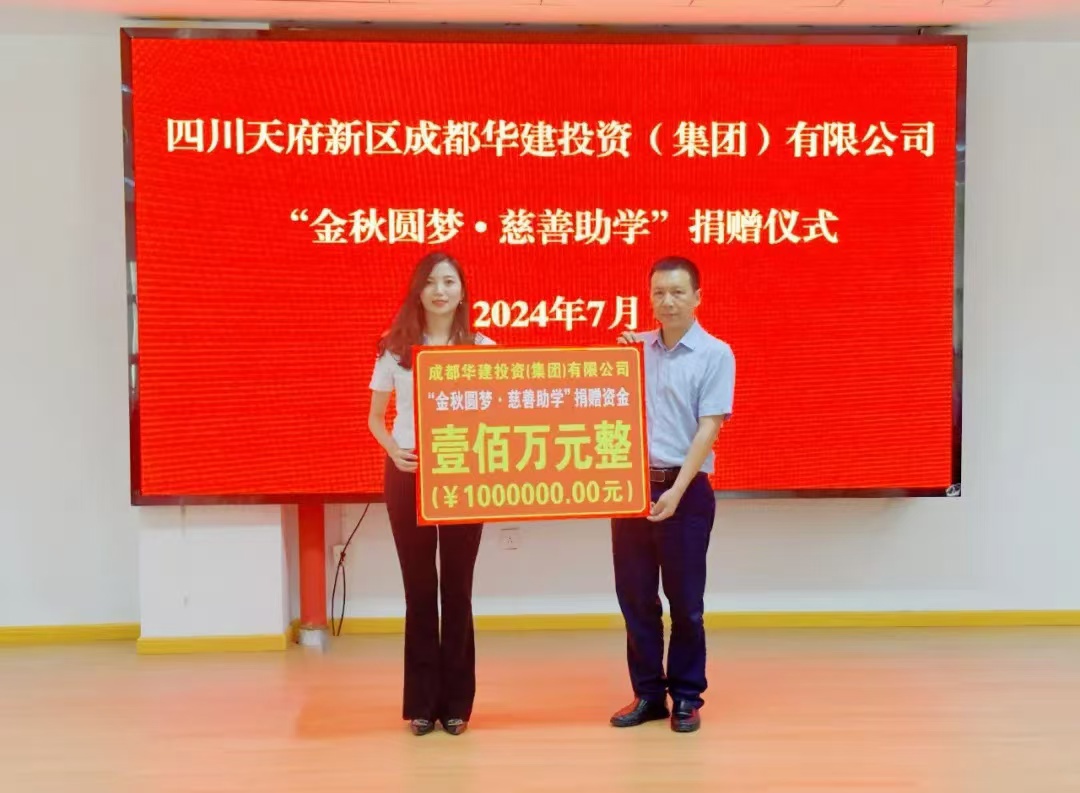 四川天府新区成都华建投资（集团）有限公司
“金秋圆梦·慈善助学”捐赠仪式
2024年7月
成都华建投资(集团)有限公司
“金秋圆梦·慈善助学”捐赠资金
壹佰万元整
(￥1000000.00元)